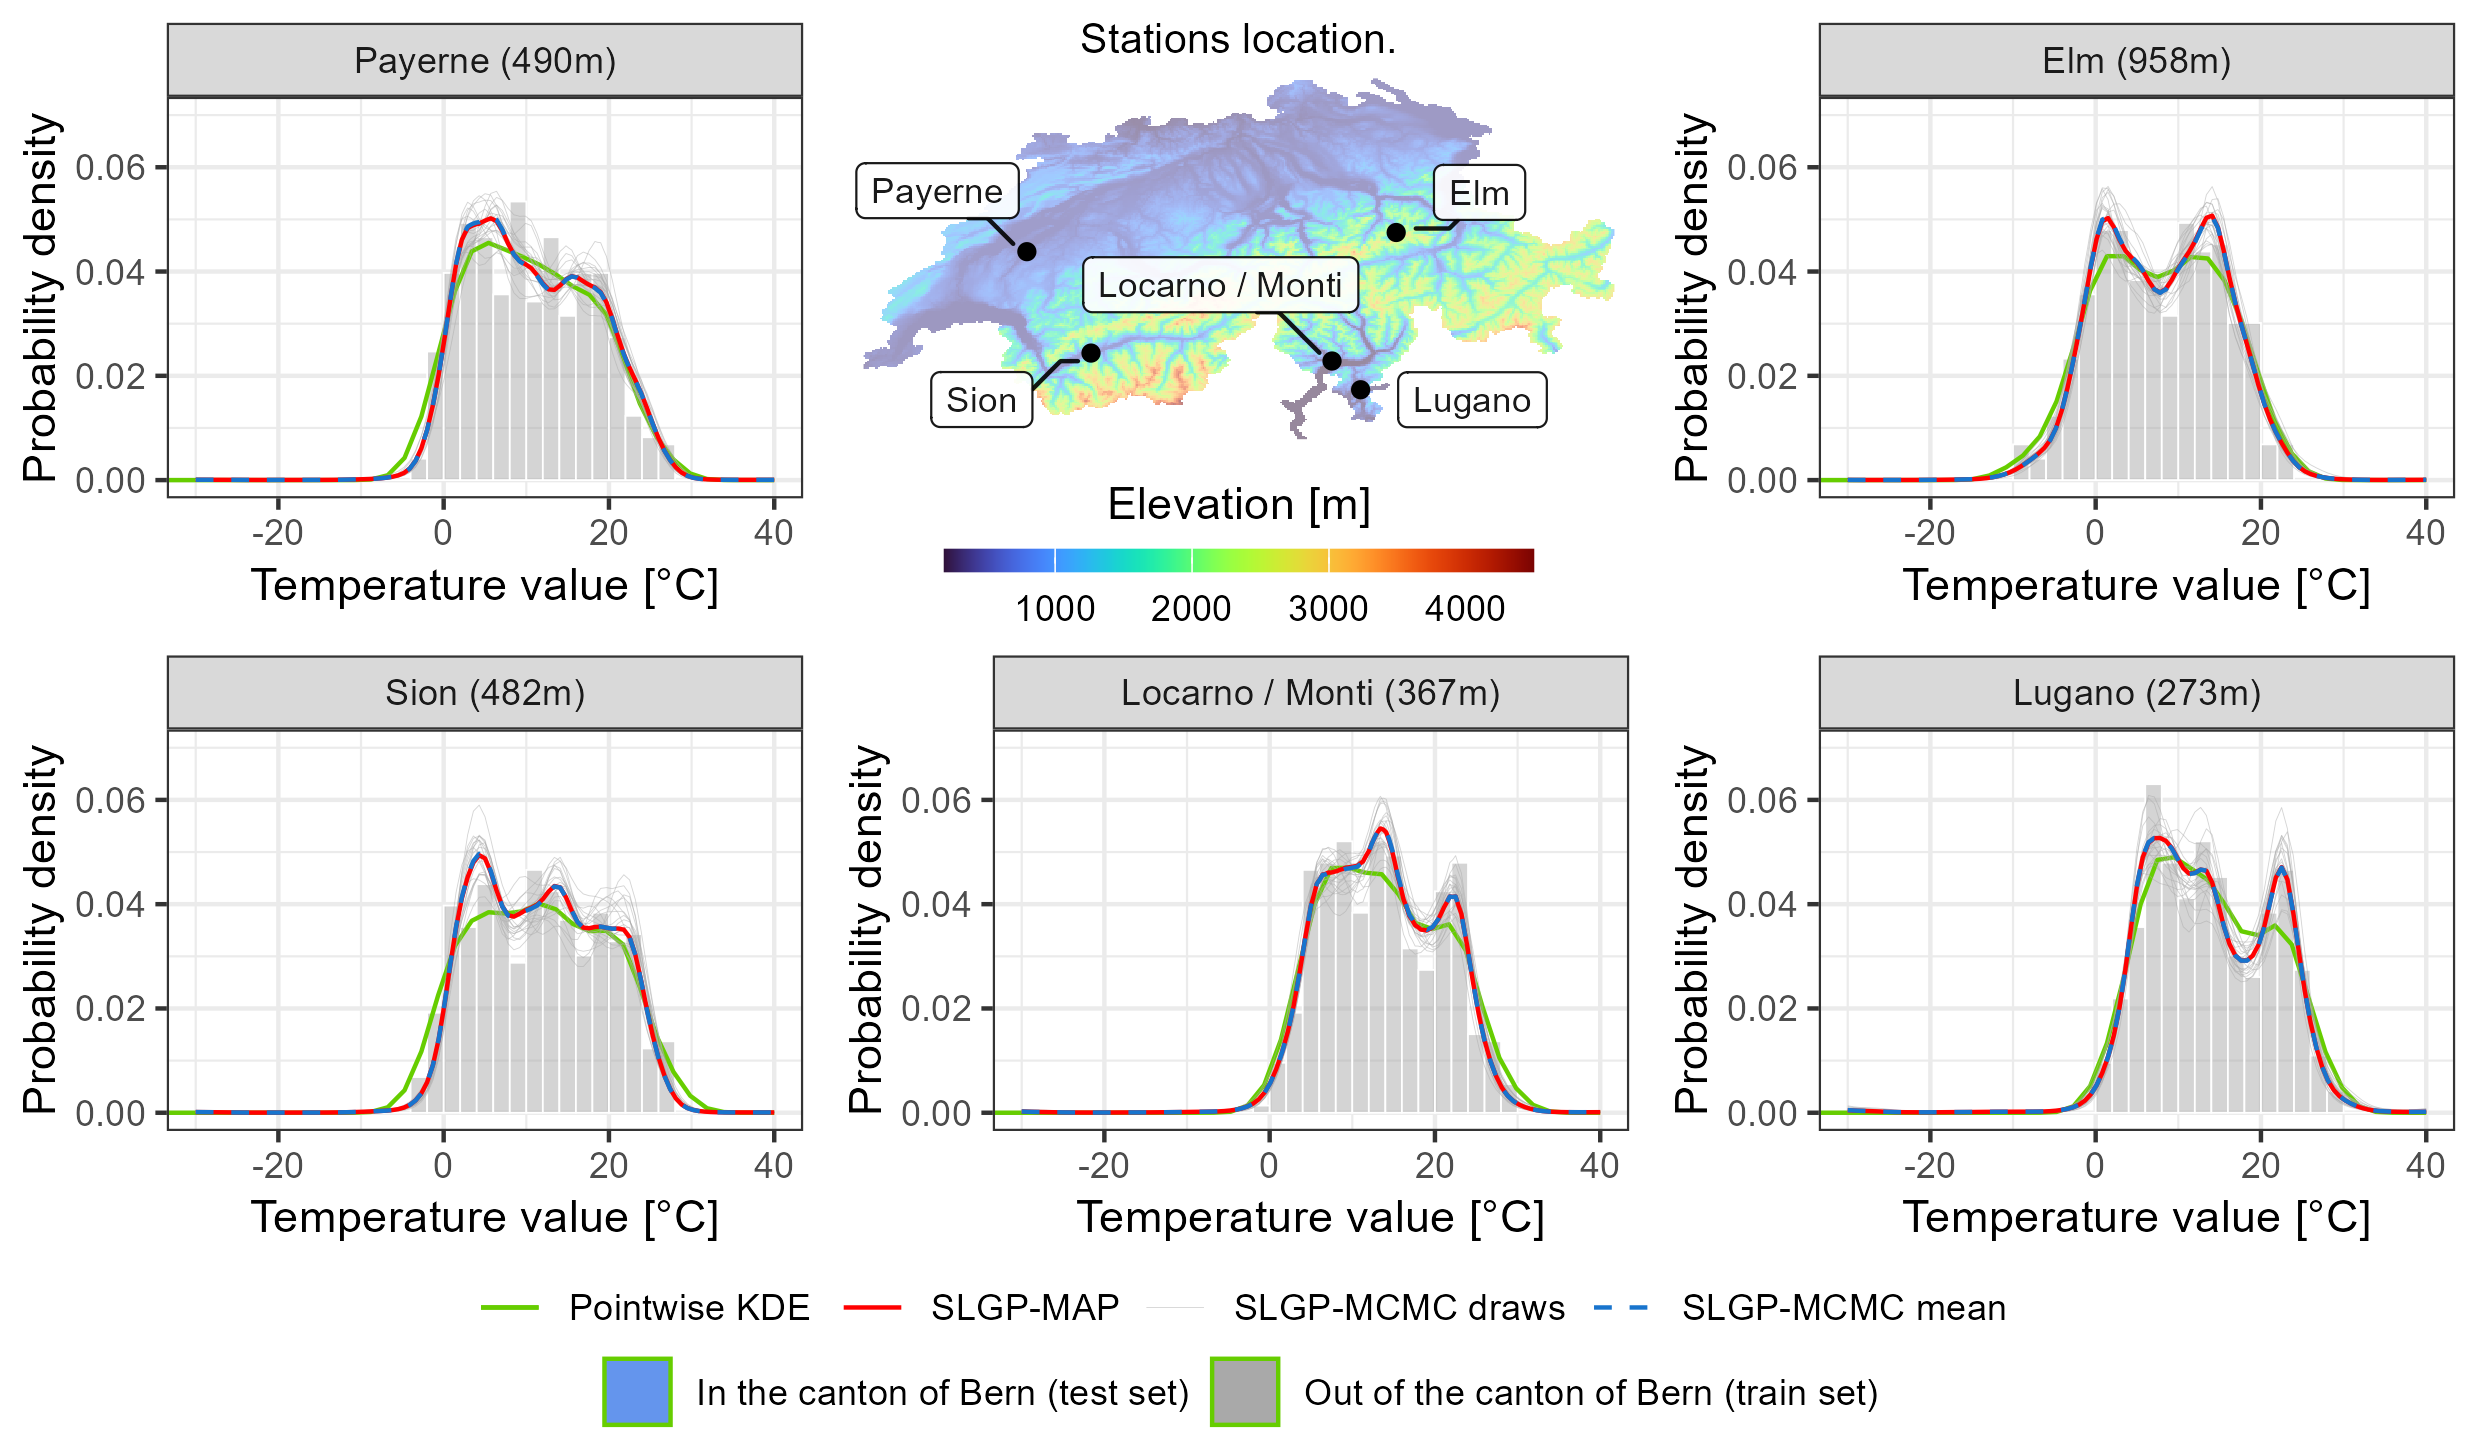 Payerne (490m)
Probability density
0.06
0.04
0.02
0.00
-20 0 20 40
Temperature value [°C]
Stations location.
Payerne
Elm
Locarno / Monti
Sion
Lugano
Elevation [m]
1000 2000 3000 4000
Elm (958m)
Probability density
0.06
0.04
0.02
0.00
-20 0 20 40
Temperature value [°C]
Sion (482m)
Probability density
0.06
0.04
0.02
0.00
-20 0 20 40
Temperature value [°C]
Locarno / Monti (367m)
Probability density
0.06
0.04
0.02
0.00
-20 0 20 40
Temperature value [°C]
Lugano (273m)
Probability density
0.06
0.04
0.02
0.00
-20 0 20 40
Temperature value [°C]
Pointwise KDE SLGP-MAP SLGP-MCMC draws SLGP-MCMC mean
In the canton of Bern (test set) Out of the canton of Bern (train set)